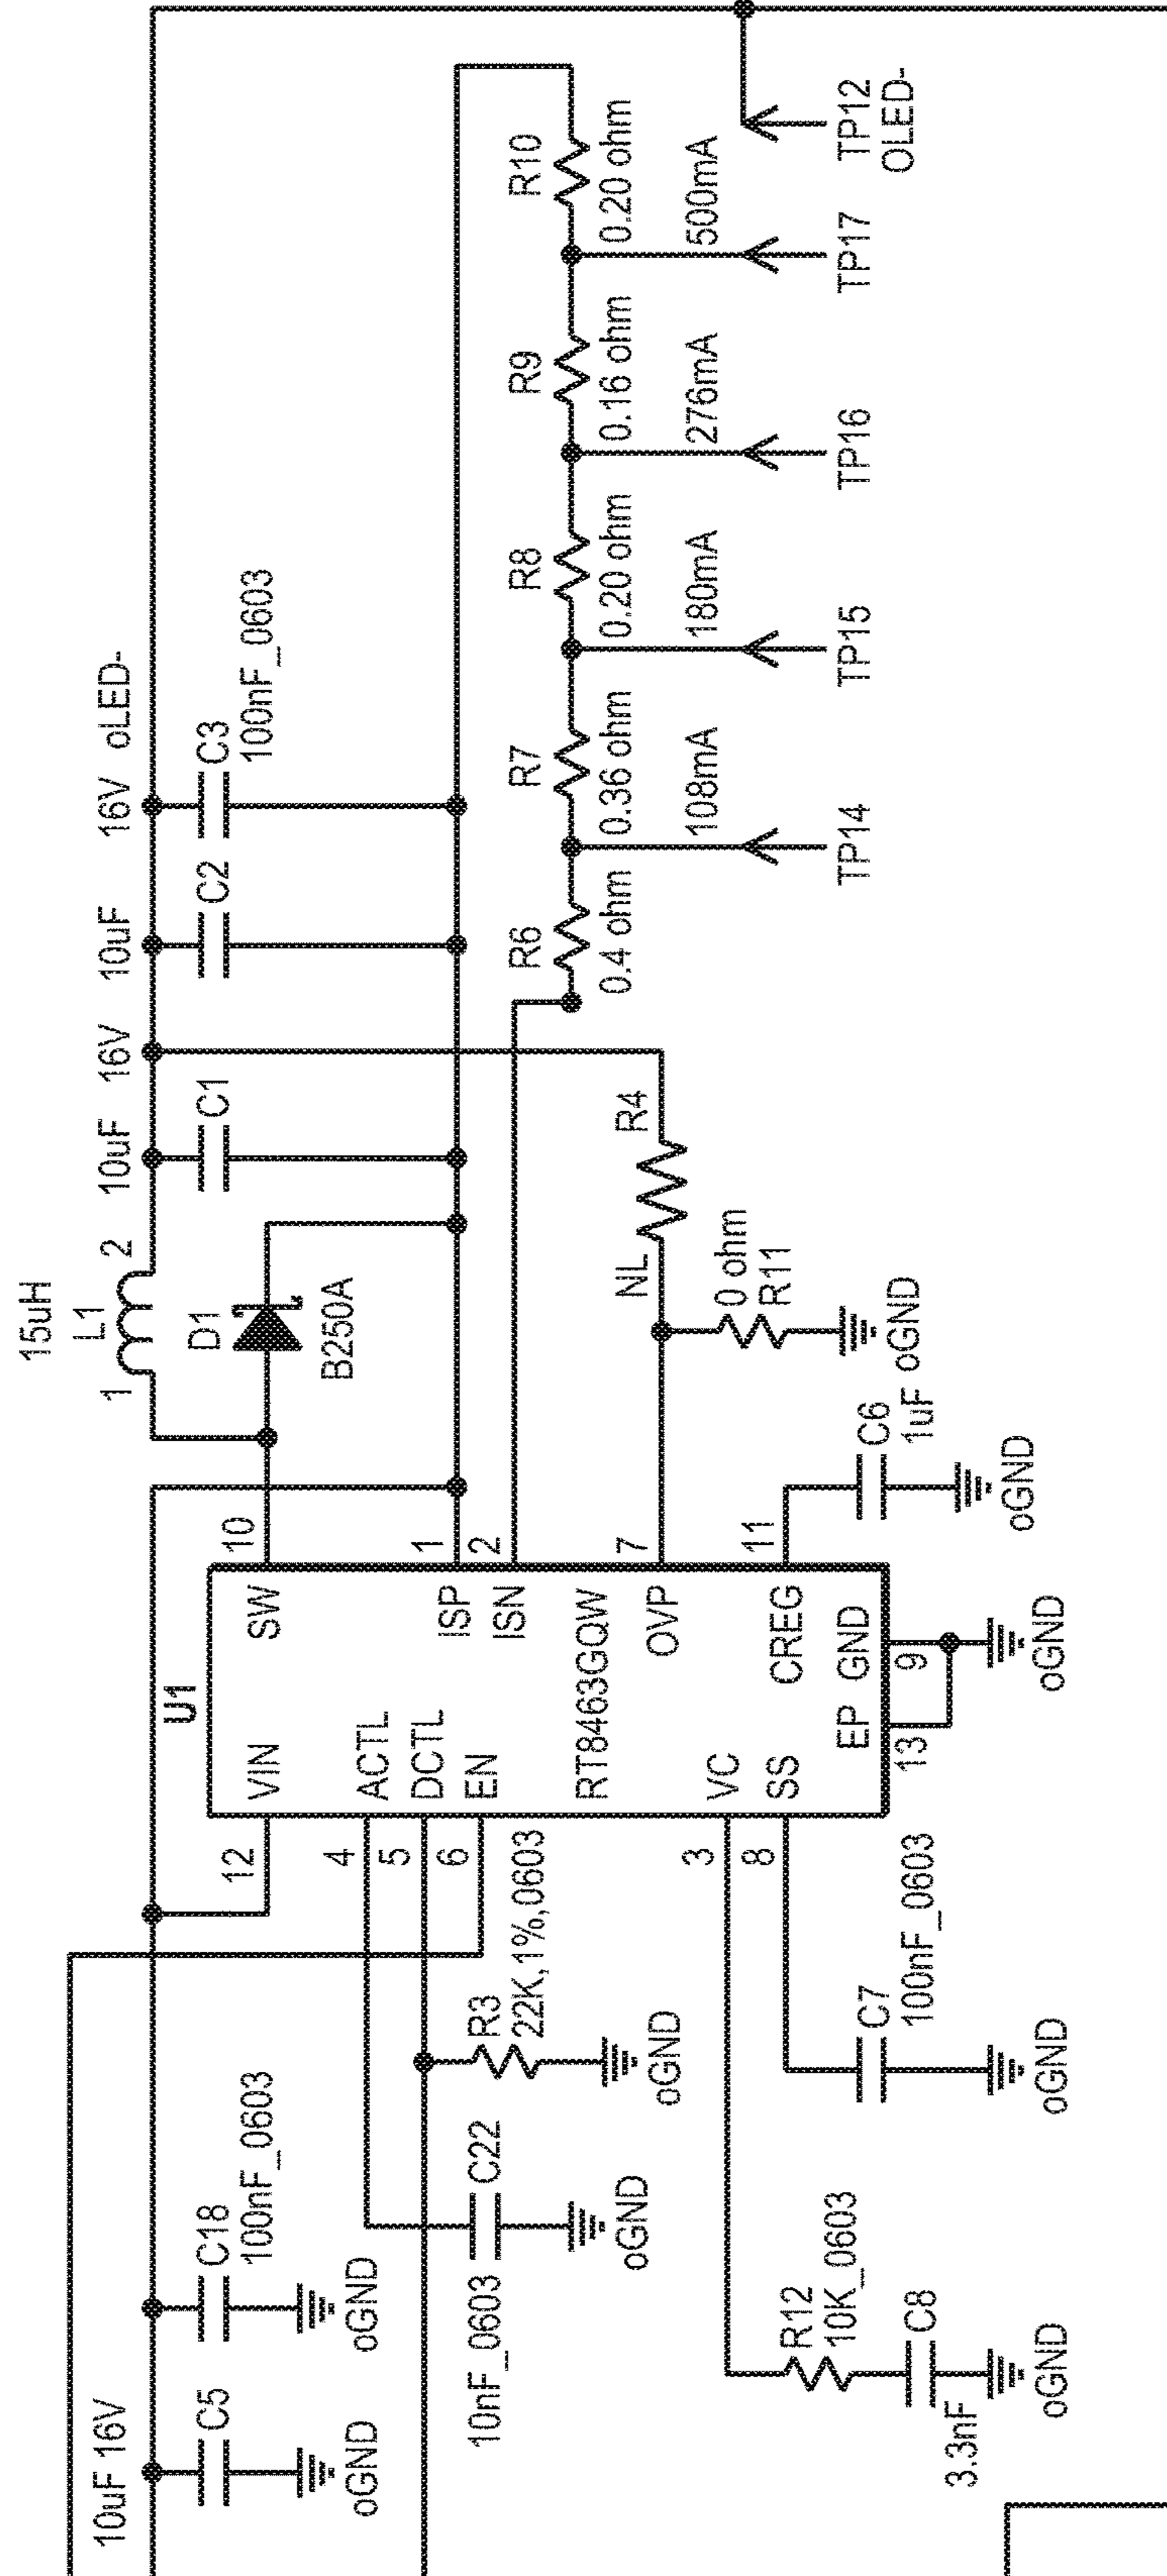 10uF 16V
C5
oGND
C18
100nF_0603
oGND
10nF_0603
C22
oGND
R3
22K,1%,0603
oGND
R12
10K_0603
C8
3.3nF
oGND
C7
100nF_0603
oGND
12
4
5
6
3
8
U1
VIN
SW
ACTL
DCTL
EN
ISP
ISN
RT8463GQW
OVP
VC
SS
CREG
EP GND
13
9
oGND
10
1
2
7
11
C6
1uF
oGND
15uH
L1
1
2
D1
B250A
NL
R4
0 ohm
R11
oGND
10uF
16V
C1
10uF
16V
oLED-
C2
C3
100nF_0603
R6
0.4 ohm
R7
0.36 ohm
R8
0.20 ohm
R9
0.16 ohm
R10
0.20 ohm
108mA
180mA
276mA
500mA
TP14
TP15
TP16
TP17
TP12
OLED-